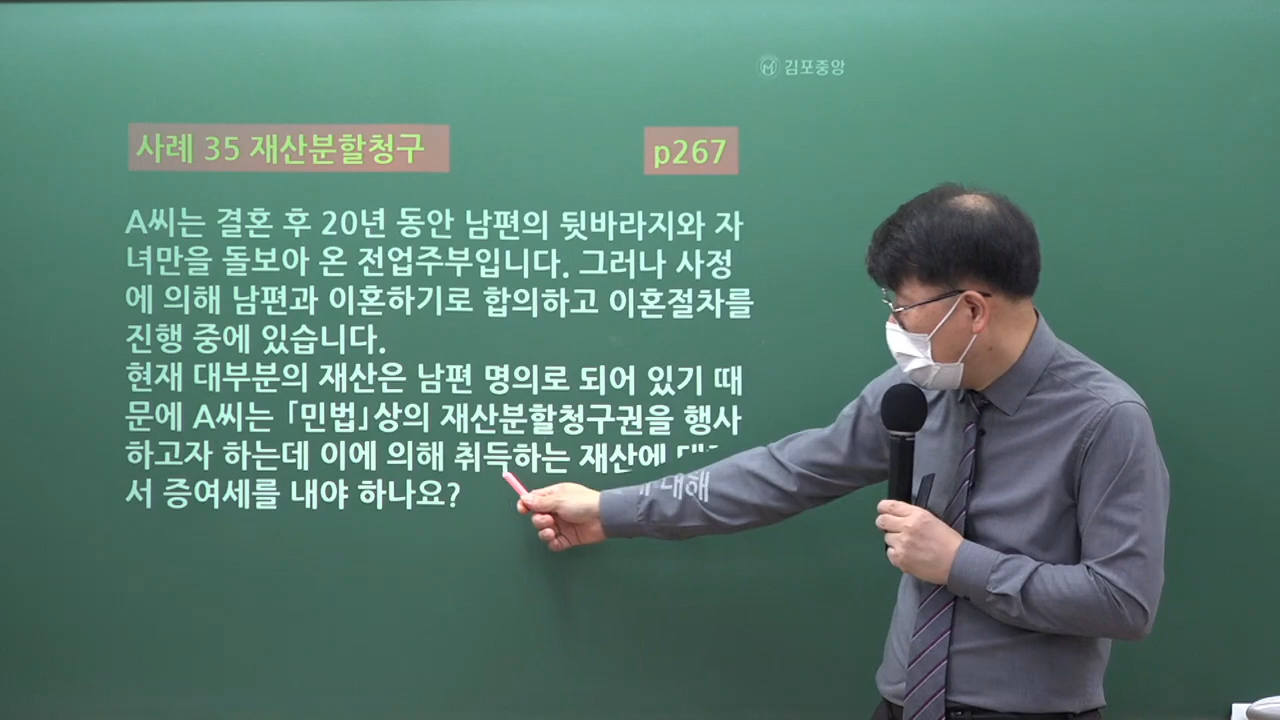 김포중앙
사례 35 재산분할청구 p267
A씨는 결혼 후 20년 동안 남편의 뒷바라지와 자
녀만을 돌보아 온 전업주부입니다. 그러나 사정
에 의해 남편과 이혼하기로 합의하고 이혼절차를
진행 중에 있습니다.
현재 대부분의 재산은 남편 명의로 되어 있기 때
문에 A씨는 「민법」상의 재산분할청구권을 행사
하고자 하는데 이에 의해 취득하는 재산에 대해
서 증여세를 내야 하나요?